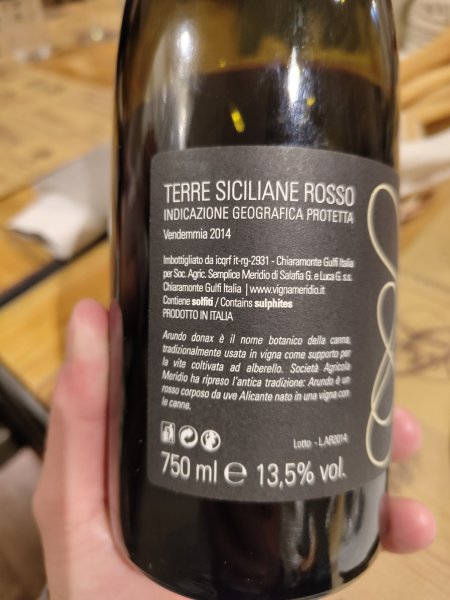 TERRE SICILIANE ROSSO
INDICAZIONE GEOGRAFICA PROTETTA
Vendemmia 2014
Imbottigliato da icqrf it-rg-2931 - Chiaramonte Gulfi Italia
per Soc. Agric. Semplice Meridio di Salafia G. e Luca G. s.s.
Chiaramonte Gulfi Italia | www.vignameridio.it
Contiene solfiti / Contains sulphites
PRODOTTO IN ITALIA
Arundo donax è il nome botanico della canna,
tradizionalmente usata in vigna come supporto per
la vite coltivata ad alberello. Società Agricola
Meridio ha ripreso l'antica tradizione: Arundo è un
rosso corposo da uve Alicante nato in una vigna con
le canne.
Lotto - LAR2014
750 ml e 13,5% vol.